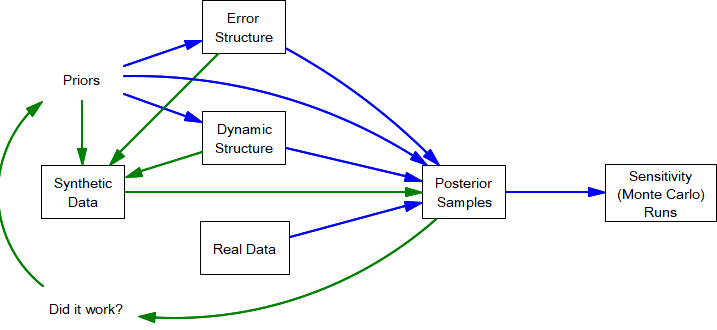 Error
Structure
Priors
Dynamic
Structure
Synthetic
Data
Posterior
Samples
Sensitivity
(Monte Carlo)
Runs
Real Data
Did it work?